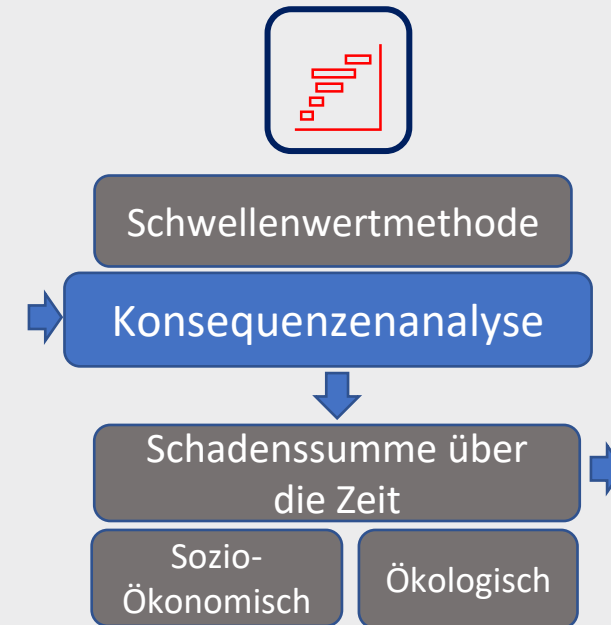 Schwellenwertmethode
Konsequenzenanalyse
Schadenssumme über
die Zeit
Sozio-
Ökonomisch
Ökologisch